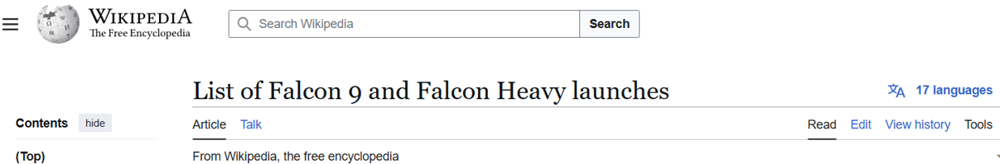 WIKIPEDIA
The Free Encyclopedia
Search Wikipedia
Search
List of Falcon 9 and Falcon Heavy launches
17 languages
Contents hide
Article Talk
Read Edit View history Tools
(Top)
From Wikipedia, the free encyclopedia